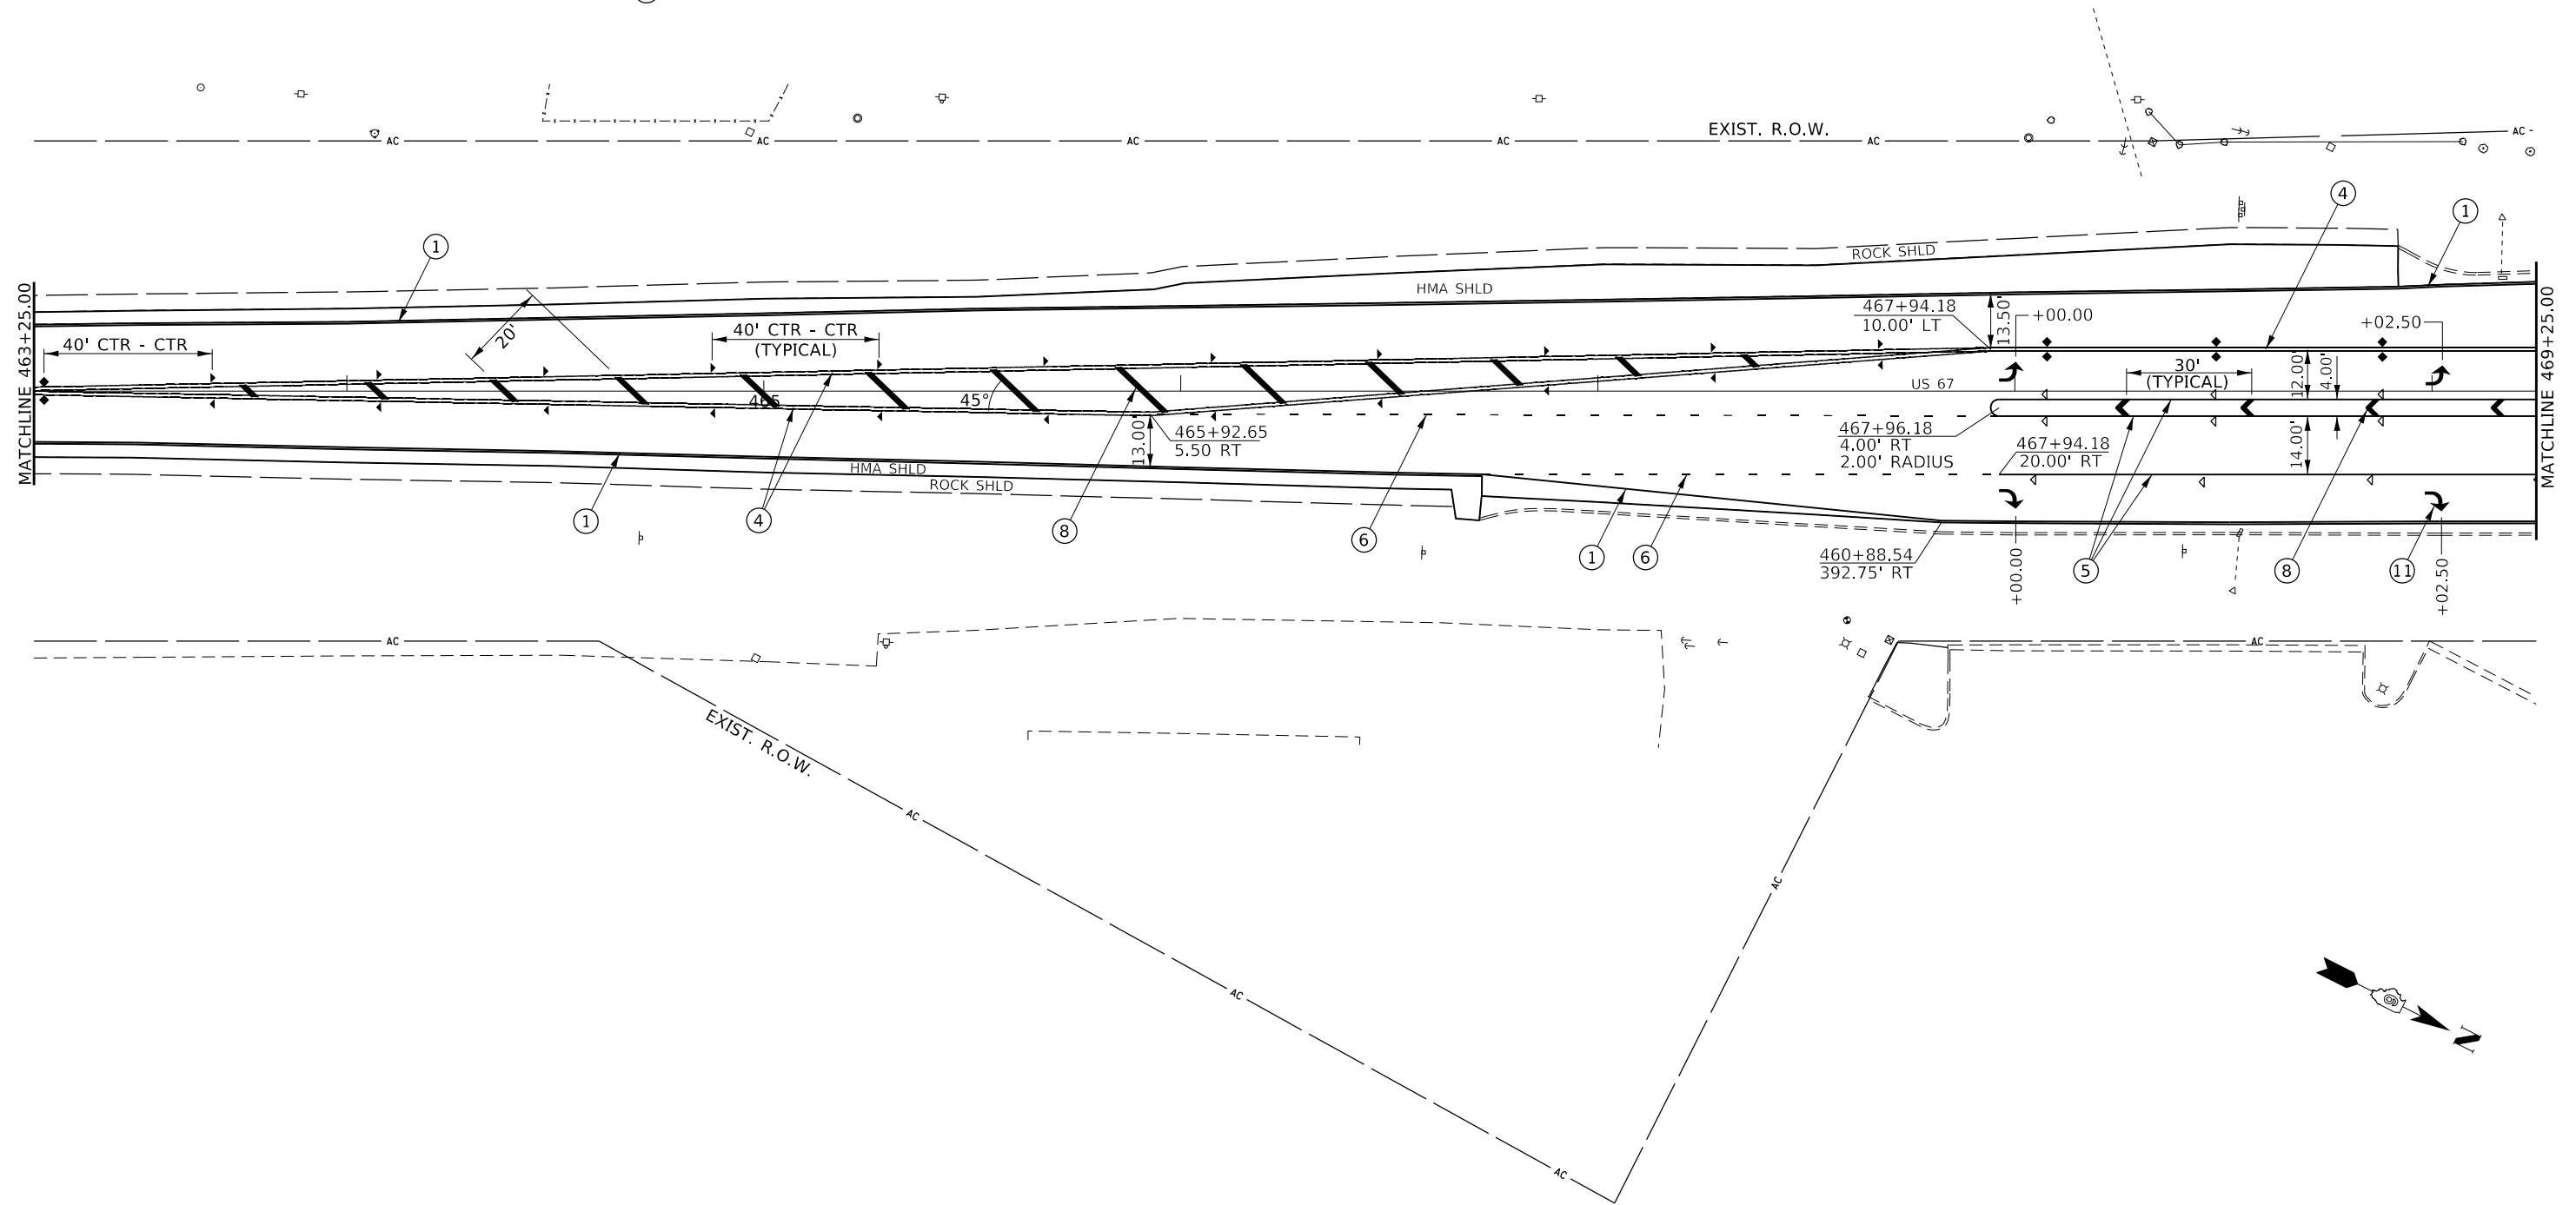 AC
AC
AC
AC
EXIST. R.O.W.
AC
AC -
4
1
1
ROCK SHLD
HMA SHLD
MATCHLINE 463+25.00
MATCHLINE 469+25.00
20'
467+94.18
10.00' LT
13.50'
+00.00
+02.50
40' CTR - CTR
40' CTR - CTR
(TYPICAL)
30'
(TYPICAL)
12.00'
4.00'
US 67
465
45°
465+92.65
5.50 RT
13.00'
467+96.18
4.00' RT
2.00' RADIUS
467+94.18
20.00' RT
14.00'
HMA SHLD
ROCK SHLD
1
4
8
6
1
6
460+88.54
392.75' RT
+00.00
5
8
11
+02.50
AC
AC
EXIST. R.O.W.
AC
AC
AC
AC
N